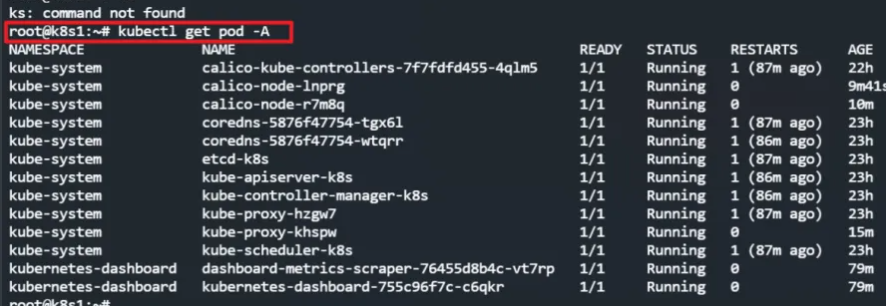 ks: command not found
root@k8s1:~# kubectl get pod -A
NAMESPACE NAME READY STATUS RESTARTS AGE
kube-system calico-kube-controllers-7f7fdfd455-4qlm5 1/1 Running 1 (87m ago) 22h
kube-system calico-node-lnprg 1/1 Running 0 9m41s
kube-system calico-node-r7m8q 1/1 Running 0 10m
kube-system coredns-5876f47754-tgx6l 1/1 Running 1 (87m ago) 23h
kube-system coredns-5876f47754-wtqrr 1/1 Running 1 (86m ago) 23h
kube-system etcd-k8s 1/1 Running 1 (87m ago) 23h
kube-system kube-apiserver-k8s 1/1 Running 1 (86m ago) 23h
kube-system kube-controller-manager-k8s 1/1 Running 1 (86m ago) 23h
kube-system kube-proxy-hzgw7 1/1 Running 1 (87m ago) 23h
kube-system kube-proxy-khspw 1/1 Running 0 15m
kube-system kube-scheduler-k8s 1/1 Running 1 (87m ago) 23h
kubernetes-dashboard dashboard-metrics-scraper-76455d8b4c-vt7rp 1/1 Running 0 79m
kubernetes-dashboard kubernetes-dashboard-755c96f7c-c6qkr 1/1 Running 0 79m
root@k8s1:~#